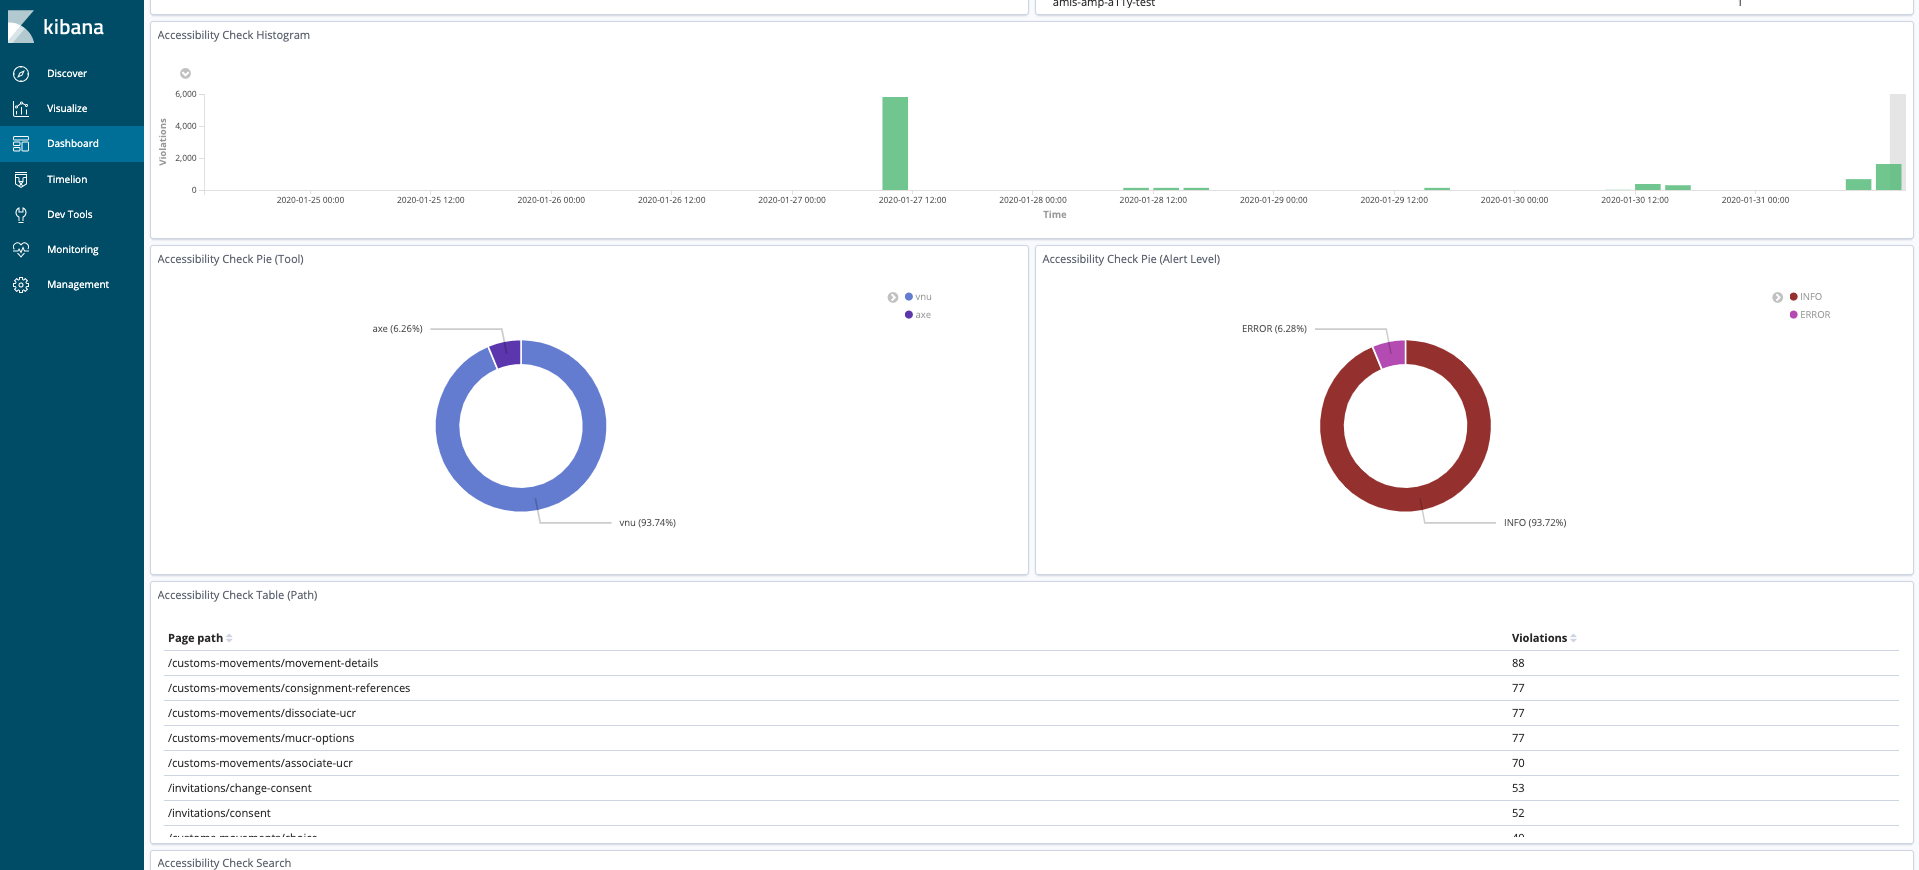 amls-amp-a11y-test 1
kibana
Discover
Visualize
Dashboard
Timelion
Dev Tools
Monitoring
Management
Accessibility Check Histogram
6,000
4,000
2,000
0
Violations
2020-01-25 00:00 2020-01-25 12:00 2020-01-26 00:00 2020-01-26 12:00 2020-01-27 00:00 2020-01-27 12:00 2020-01-28 00:00 2020-01-28 12:00 2020-01-29 00:00 2020-01-29 12:00 2020-01-30 00:00 2020-01-30 12:00 2020-01-31 00:00
Time
Accessibility Check Pie (Tool)
vnu
axe
axe (6.26%)
vnu (93.74%)
Accessibility Check Pie (Alert Level)
INFO
ERROR
ERROR (6.28%)
INFO (93.72%)
Accessibility Check Table (Path)
Page path Violations
/customs-movements/movement-details 88
/customs-movements/consignment-references 77
/customs-movements/dissociate-ucr 77
/customs-movements/mucr-options 77
/customs-movements/associate-ucr 70
/invitations/change-consent 53
/invitations/consent 52
/customs-movements/choice 49
Accessibility Check Search